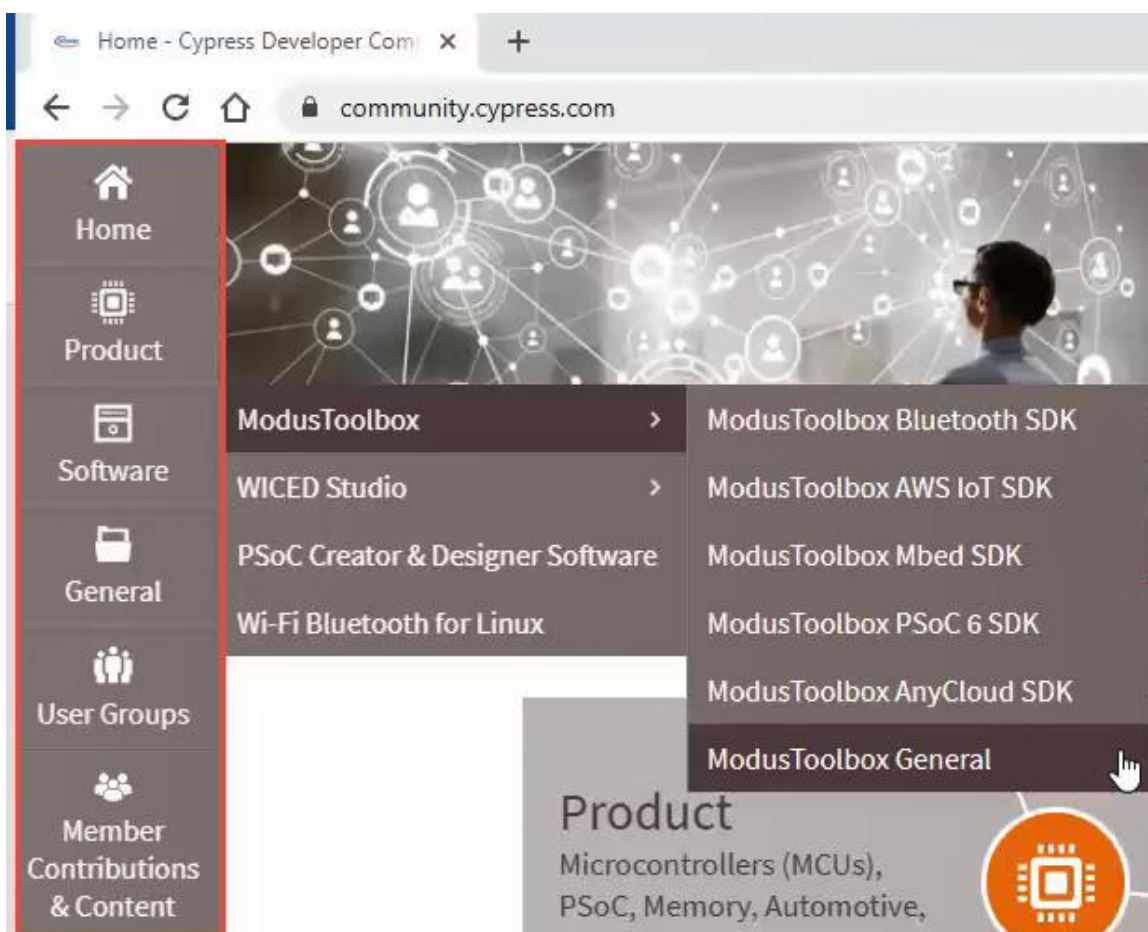 Home - Cypress Developer Com
community.cypress.com
Home
Product
Software
General
User Groups
Member
Contributions
& Content
ModusToolbox
WICED Studio
PSoC Creator & Designer Software
Wi-Fi Bluetooth for Linux
ModusToolbox Bluetooth SDK
ModusToolbox AWS IoT SDK
ModusToolbox Mbed SDK
ModusToolbox PSoC 6 SDK
ModusToolbox AnyCloud SDK
ModusToolbox General
Product
Microcontrollers (MCUs),
PSoC, Memory, Automotive,